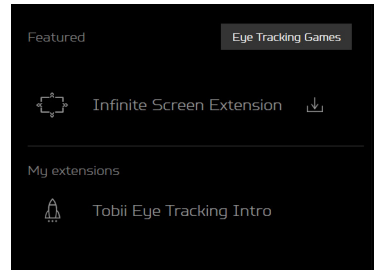 Featured
Eye Tracking Games
Infinite Screen Extension
My extensions
Tobii Eye Tracking Intro